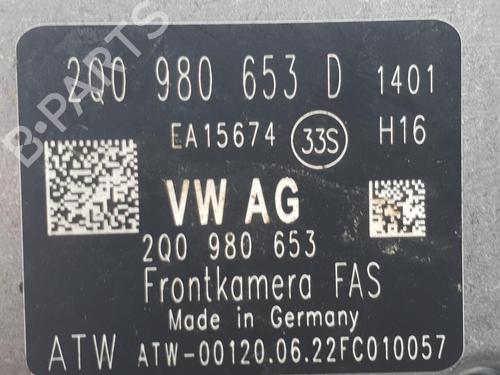 2Q0 980 653 D 1401
EA15674 33S H16
VW AG
2Q0 980 653
Frontkamera FAS
Made in Germany
ATW ATW-00120.06.22FC010057
B-PARTS